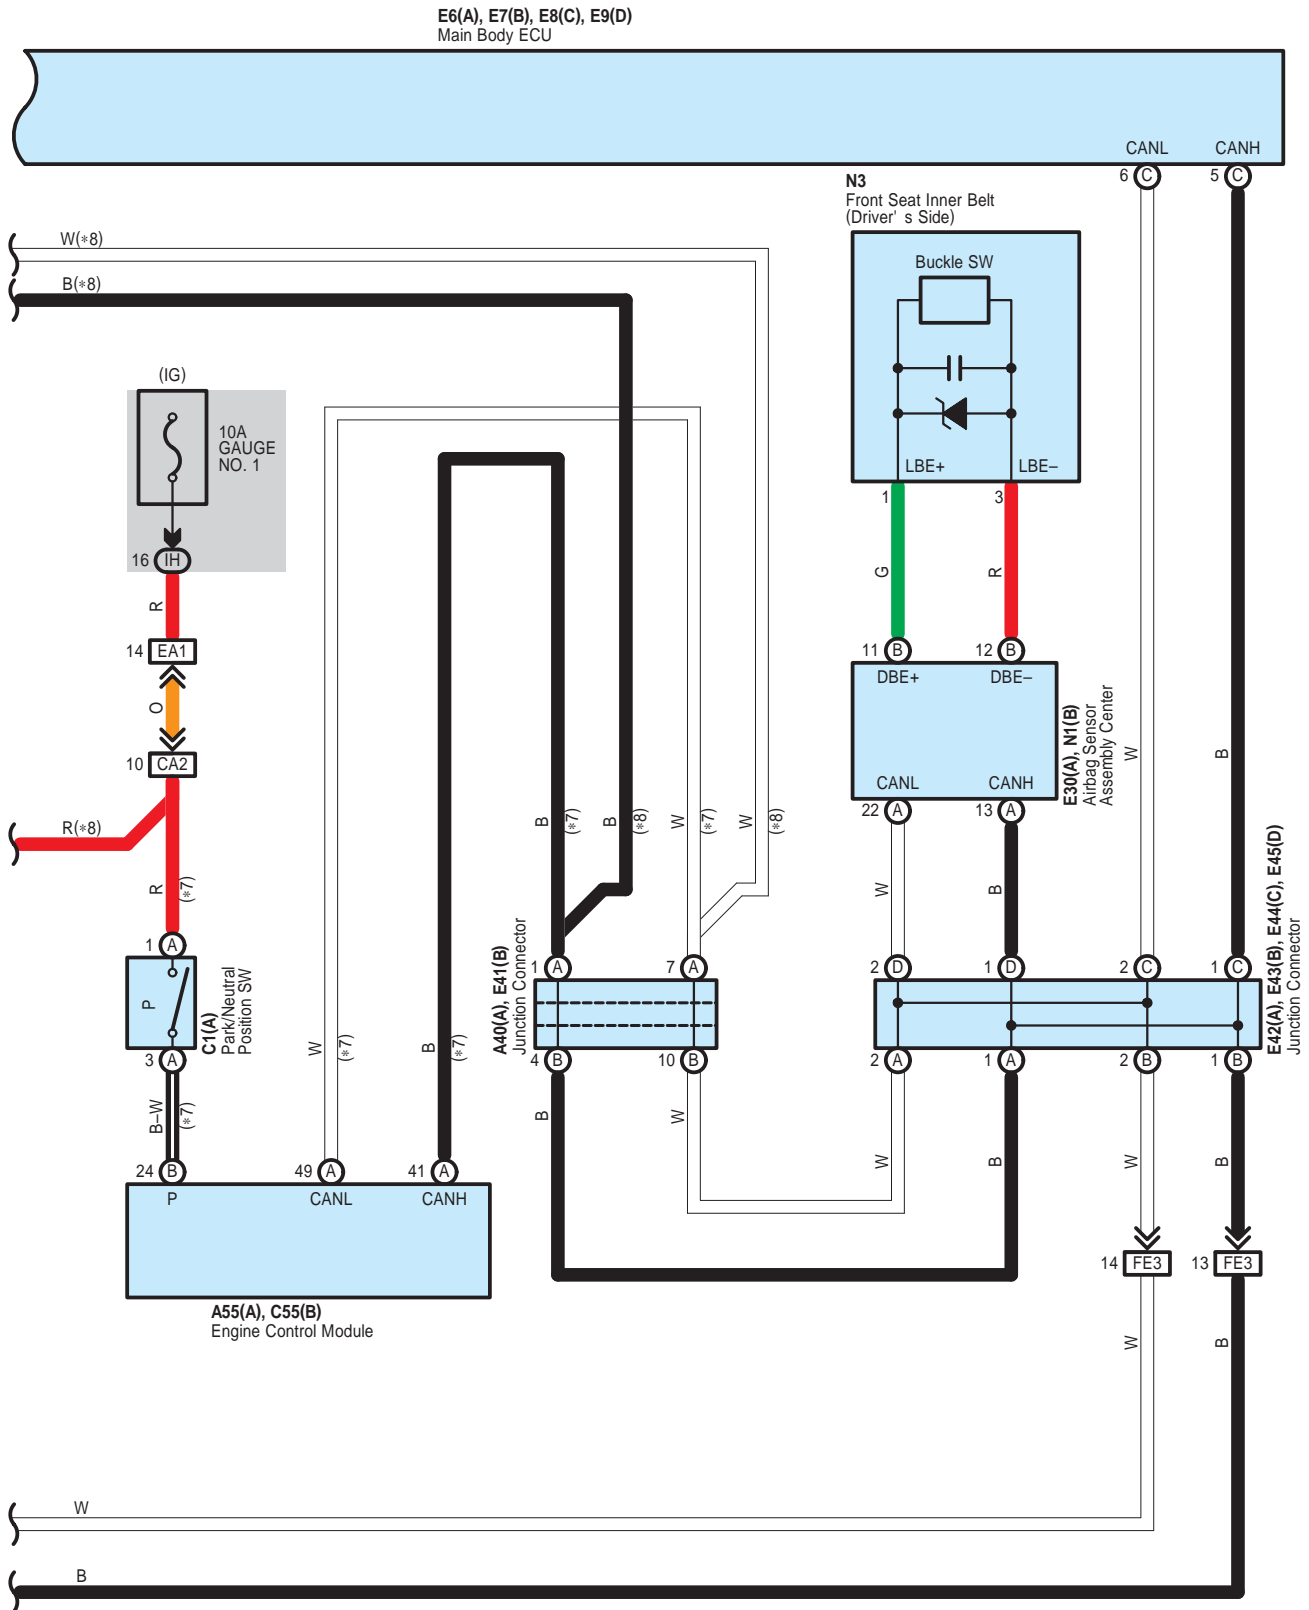 E6(A), E7(B), E8(C), E9(D)
Main Body ECU
CANL CANH
6 C 5 C
N3
Front Seat Inner Belt
(Driver' s Side)
W(*8)
Buckle SW
B(*8)
(IG)
10A
GAUGE
NO. 1
LBE+ LBE–
1 3
16 IH
G R
R
14 EA1
11 B 12 B
DBE+ DBE–
O
E30(A), N1(B)
Airbag Sensor
Assembly Center
W B
10 CA2
CANL CANH
22 A 13 A
R(*8)
B (*7) B (*8) W (*7) W (*8)
R (*7)
W B
E42(A), E43(B), E44(C), E45(D)
Junction Connector
A40(A), E41(B)
Junction Connector
1 A
1 A 7 A 2 D 1 D 2 C 1 C
P
C1(A)
Park/Neutral
Position SW
W (*7) B (*7)
3 A
4 B 10 B 2 A 1 A 2 B 1 B
B–W (*7)
B W
W B W B
24 B 49 A 41 A
P CANL CANH
14 FE3 13 FE3
A55(A), C55(B)
Engine Control Module
W B
W
B